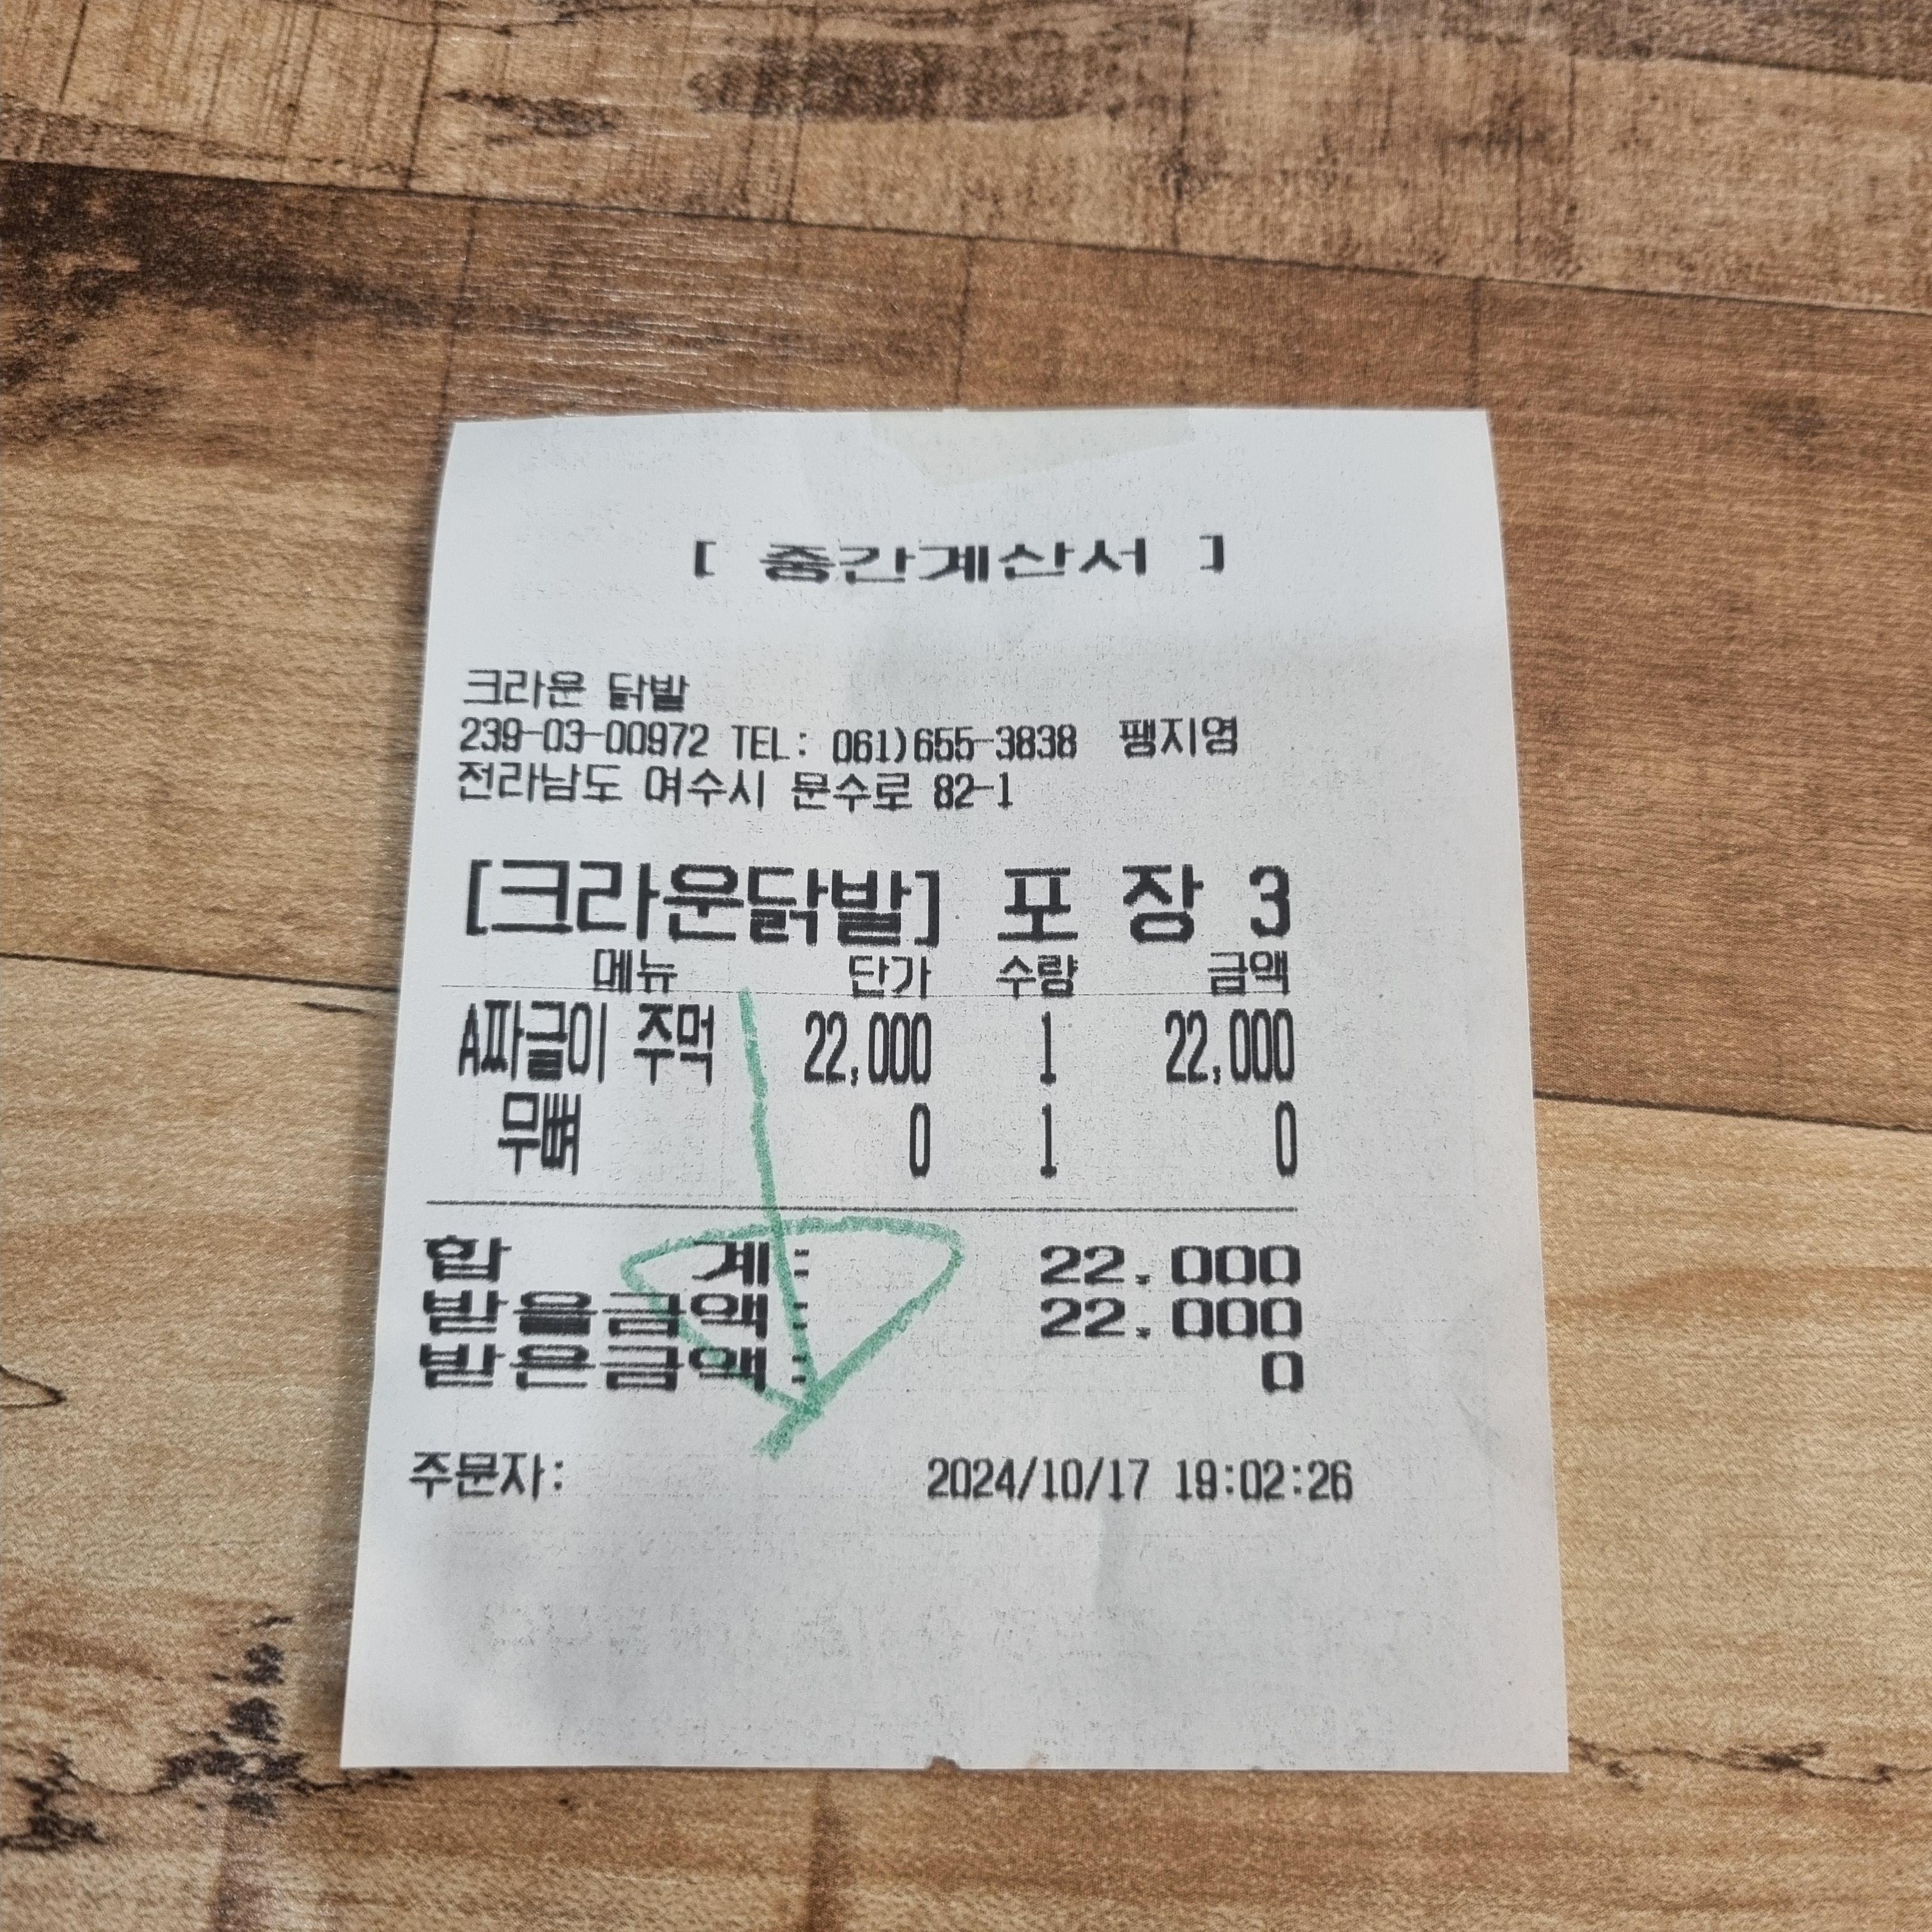 [ 중간계산서 ]
크라운 닭발
239-03-00972 TEL: 061)655-3838 팽지영
전라남도 여수시 문수로 82-1
[크라운닭발] 포 장 3
메뉴 단가 수량 금액
A짜글이 주먹 22,000 1 22,000
무뼈 0 1 0
합 계: 22,000
받을금액: 22,000
받은금액: 0
주문자: 2024/10/17 19:02:26